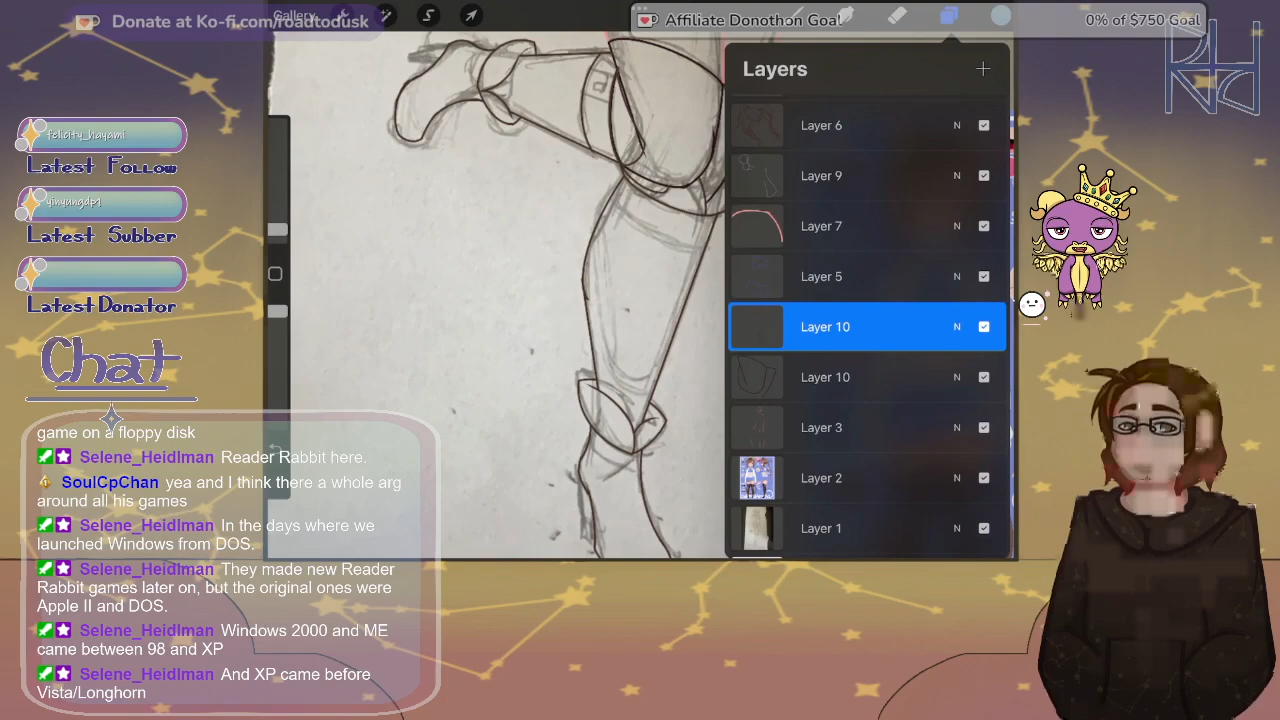 Donate at Ko-fi.com/roadtodusk
Gallery
Affiliate Donothon Goal
0% of $750 Goal
Layers
Layer 6 N
Layer 9 N
Layer 7 N
Layer 5 N
Layer 10 N
Layer 10 N
Layer 3 N
Layer 2 N
Layer 1 N
felicity_hayami
Latest Follow
yinyungdp1
Latest Subber
Latest Donator
Chat
game on a floppy disk
Selene_Heidlman Reader Rabbit here.
SoulCpChan yea and I think there a whole arg
around all his games
Selene_Heidlman In the days where we
launched Windows from DOS.
Selene_Heidlman They made new Reader
Rabbit games later on, but the original ones were
Apple II and DOS.
Selene_Heidlman Windows 2000 and ME
came between 98 and XP
Selene_Heidlman And XP came before
Vista/Longhorn